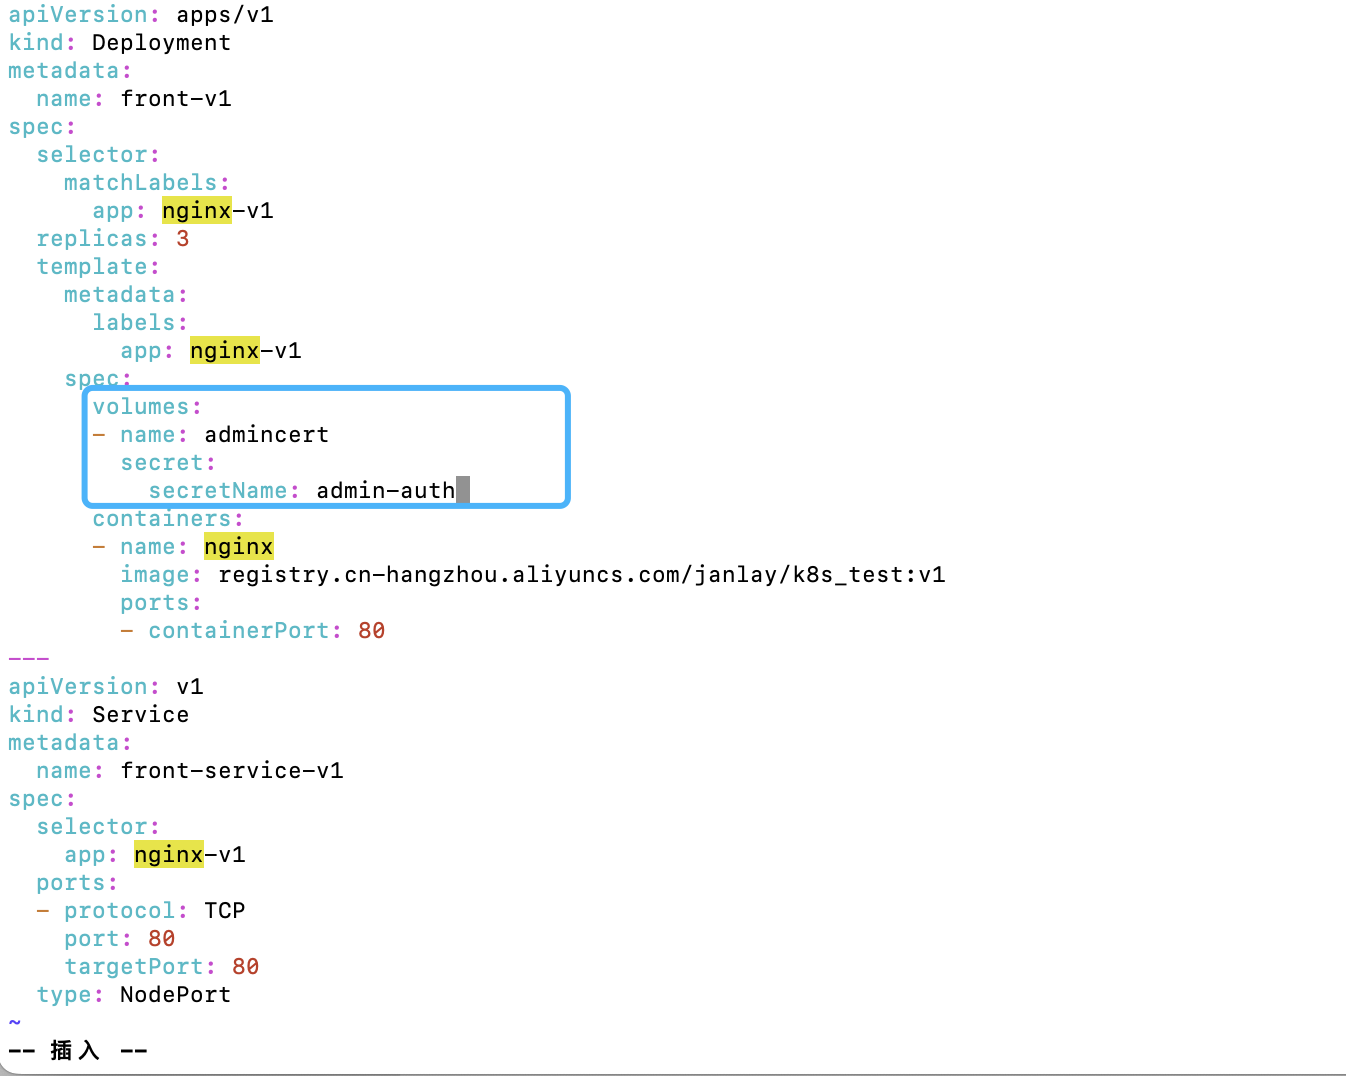 apiVersion: apps/v1
kind: Deployment
metadata:
  name: front-v1
spec:
  selector:
    matchLabels:
      app: nginx-v1
  replicas: 3
  template:
    metadata:
      labels:
        app: nginx-v1
    spec:
      volumes:
      - name: admincert
        secret:
          secretName: admin-auth
      containers:
      - name: nginx
        image: registry.cn-hangzhou.aliyuncs.com/janlay/k8s_test:v1
        ports:
        - containerPort: 80
---
apiVersion: v1
kind: Service
metadata:
  name: front-service-v1
spec:
  selector:
    app: nginx-v1
  ports:
  - protocol: TCP
    port: 80
    targetPort: 80
  type: NodePort
~
-- 插入 --